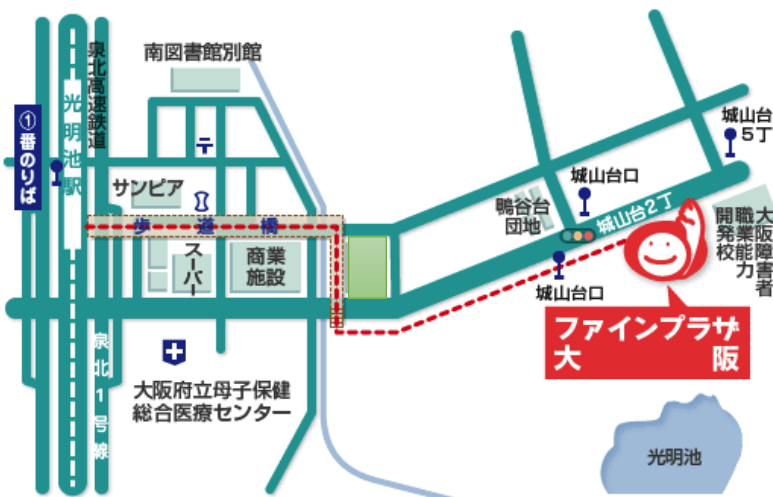 南図書館別館
泉北高速鉄道
光明池駅
①番のりば
サンピア
歩道橋
スーパー
商業
施設
鴨谷台
団地
城山台口
城山台
5丁
城山台2丁
城山台口
大阪障害者
職業能力
開発校
ファインプラザ
大阪
泉北1号線
大阪府立母子保健
総合医療センター
光明池